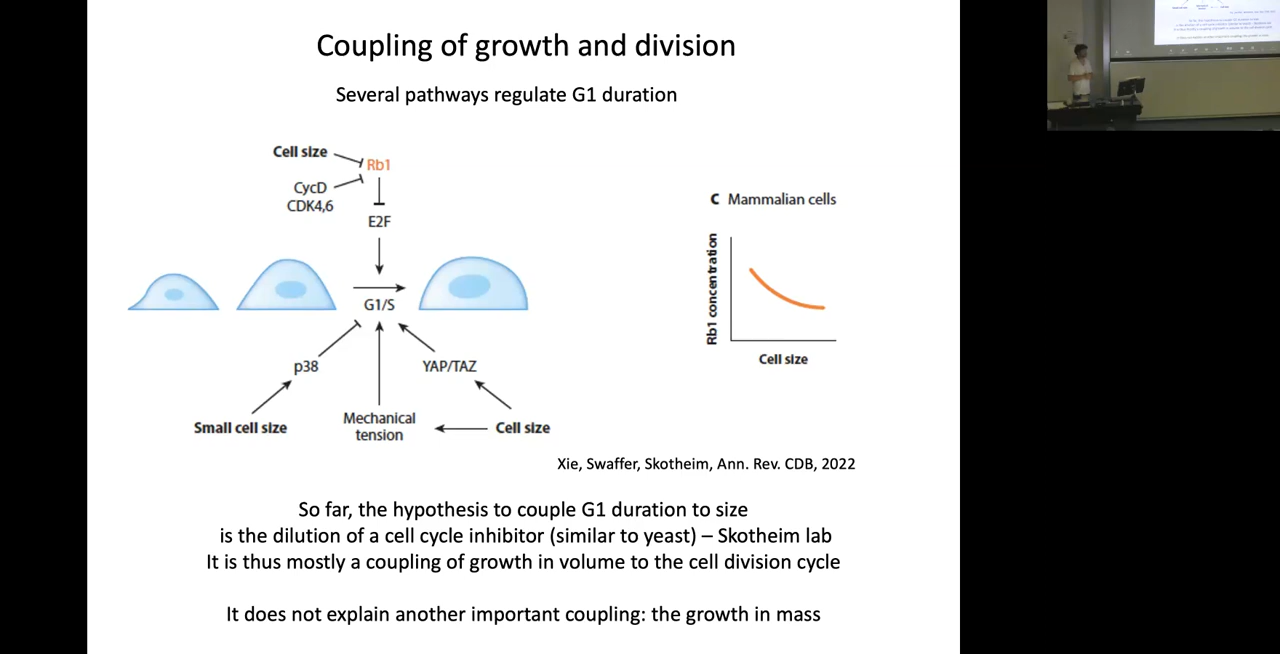 Coupling of growth and division
Several pathways regulate G1 duration
Cell size
Rb1
CycD
CDK4,6
E2F
G1/S
p38
YAP/TAZ
Small cell size
Mechanical
tension
Cell size
C Mammalian cells
Rb1 concentration
Cell size
Xie, Swaffer, Skotheim, Ann. Rev. CDB, 2022
So far, the hypothesis to couple G1 duration to size
is the dilution of a cell cycle inhibitor (similar to yeast) – Skotheim lab
It is thus mostly a coupling of growth in volume to the cell division cycle
It does not explain another important coupling: the growth in mass